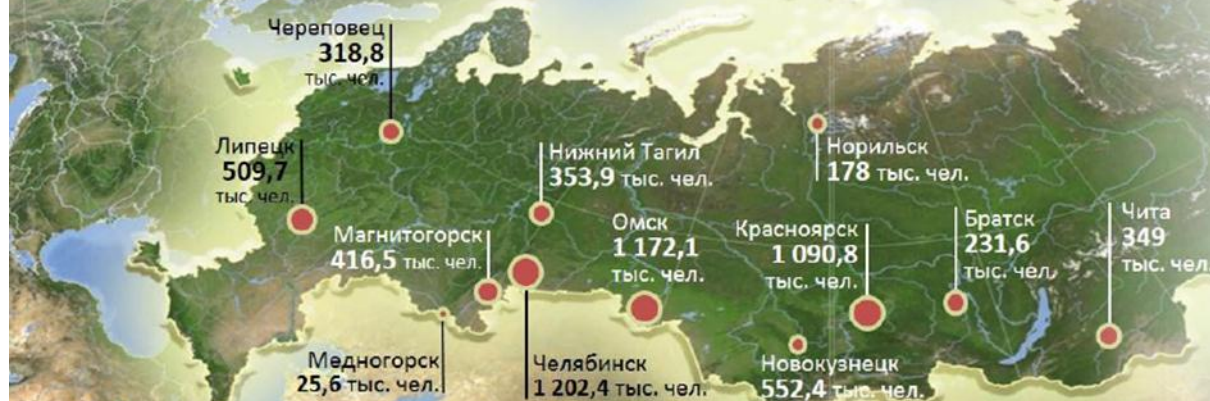 Череповец
318,8
тыс. чел.
Липецк
509,7
тыс. чел.
Нижний Тагил
353,9 тыс. чел.
Норильск
178 тыс. чел.
Магнитогорск
416,5 тыс. чел.
Омск
1 172,1
тыс. чел.
Красноярск
1 090,8
тыс. чел.
Братск
231,6
тыс. чел.
Чита
349
тыс. чел.
Медногорск
25,6 тыс. чел.
Челябинск
1 202,4 тыс. чел.
Новокузнецк
552,4 тыс. чел.